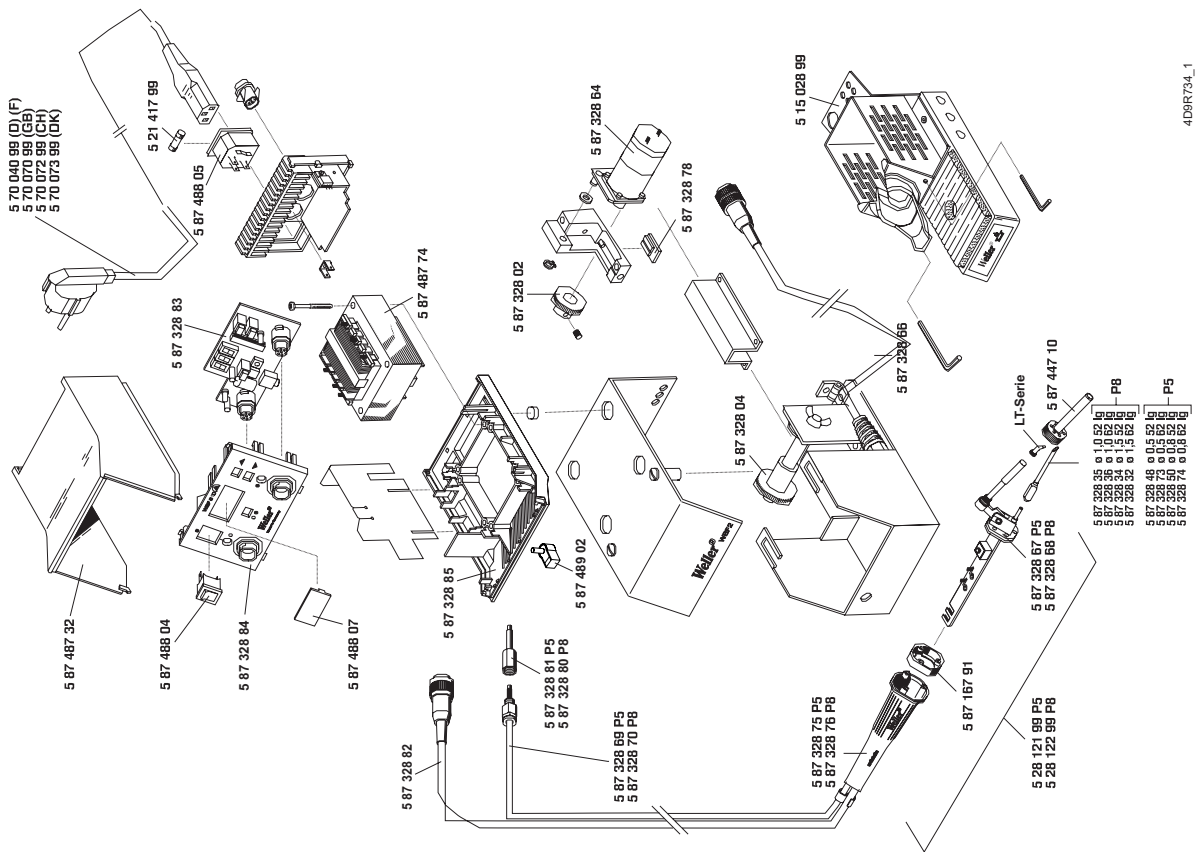 5 70 040 99 (D) (F)
5 70 070 99 (GB)
5 70 072 99 (CH)
5 70 073 99 (DK)
5 21 417 99
5 87 488 05
5 87 328 83
5 87 487 74
5 87 487 32
5 87 488 04
5 87 328 84
5 87 488 07
Weller
5 87 328 85
5 87 489 02
5 87 328 64
5 87 328 78
5 87 328 02
5 87 328 66
5 87 328 04
Weller®
WSF2
5 15 028 99
Weller
5 87 328 82
5 87 328 81 P5
5 87 328 80 P8
5 87 328 69 P5
5 87 328 70 P8
5 87 328 75 P5
5 87 328 76 P8
Weller
5 87 167 91
5 28 121 99 P5
5 28 122 99 P8
5 87 328 67 P5
5 87 328 68 P8
LT-Serie
5 87 447 10
5 87 328 35 ø 1,0 52 lg
5 87 328 36 ø 1,0 62 lg
5 87 328 34 ø 1,5 52 lg
5 87 328 32 ø 1,5 62 lg
P8
5 87 328 48 ø 0,5 52 lg
5 87 328 73 ø 0,5 62 lg
5 87 328 50 ø 0,8 52 lg
5 87 328 74 ø 0,8 62 lg
P5
4D9R734_1